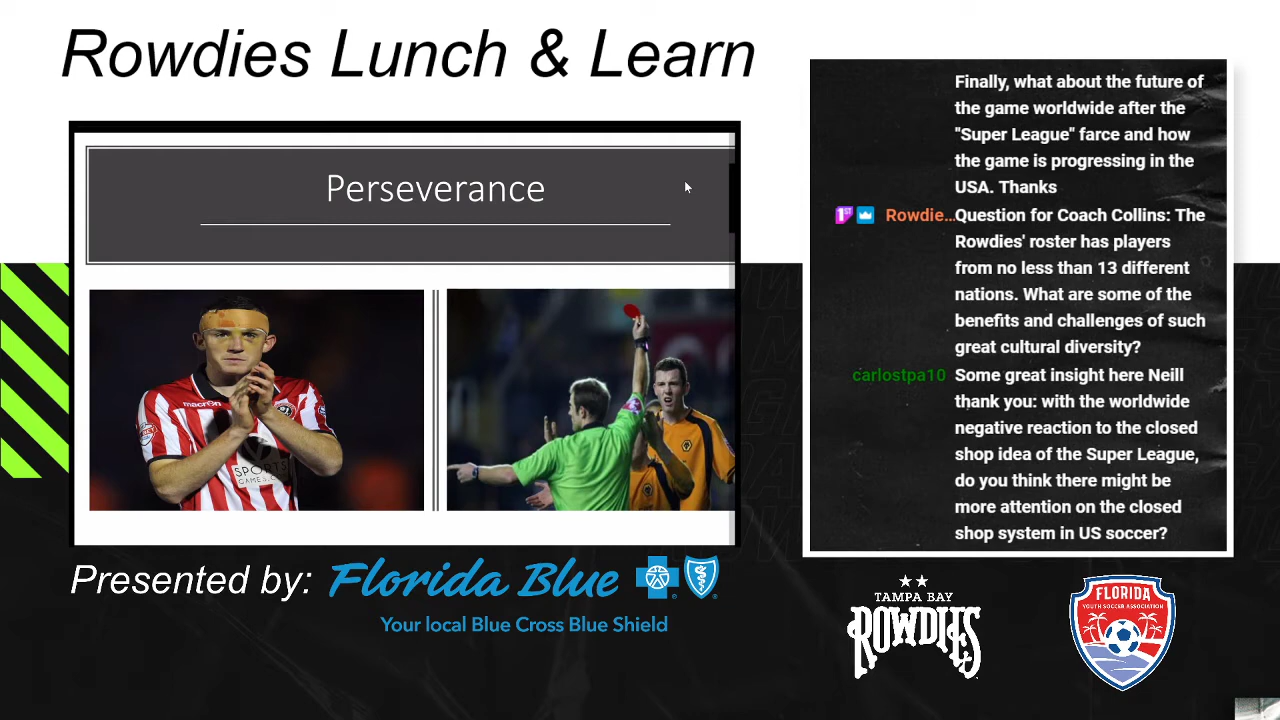 Rowdies Lunch & Learn
Perseverance
macron
SPORTS
GAMES.C
Finally, what about the future of
the game worldwide after the
"Super League" farce and how
the game is progressing in the
USA. Thanks
1ST Rowdie… Question for Coach Collins: The
Rowdies' roster has players
from no less than 13 different
nations. What are some of the
benefits and challenges of such
great cultural diversity?
carlostpa10 Some great insight here Neill
thank you: with the worldwide
negative reaction to the closed
shop idea of the Super League,
do you think there might be
more attention on the closed
shop system in US soccer?
Presented by: Florida Blue
Your local Blue Cross Blue Shield
TAMPA BAY
ROWDIES
FLORIDA
YOUTH SOCCER ASSOCIATION